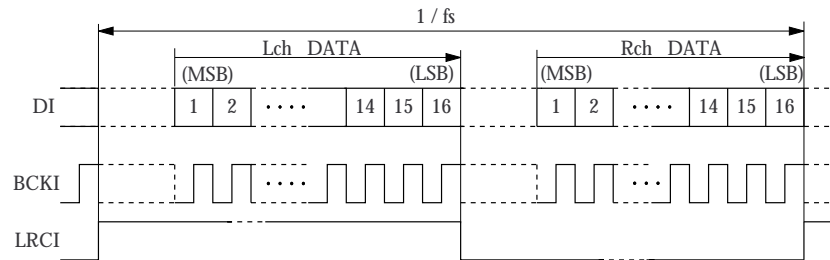 1 / fs
Lch DATA Rch DATA
(MSB) (LSB) (MSB) (LSB)
DI 1 2 ···· 14 15 16 1 2 ···· 14 15 16
BCKI ···· ···
LRCI